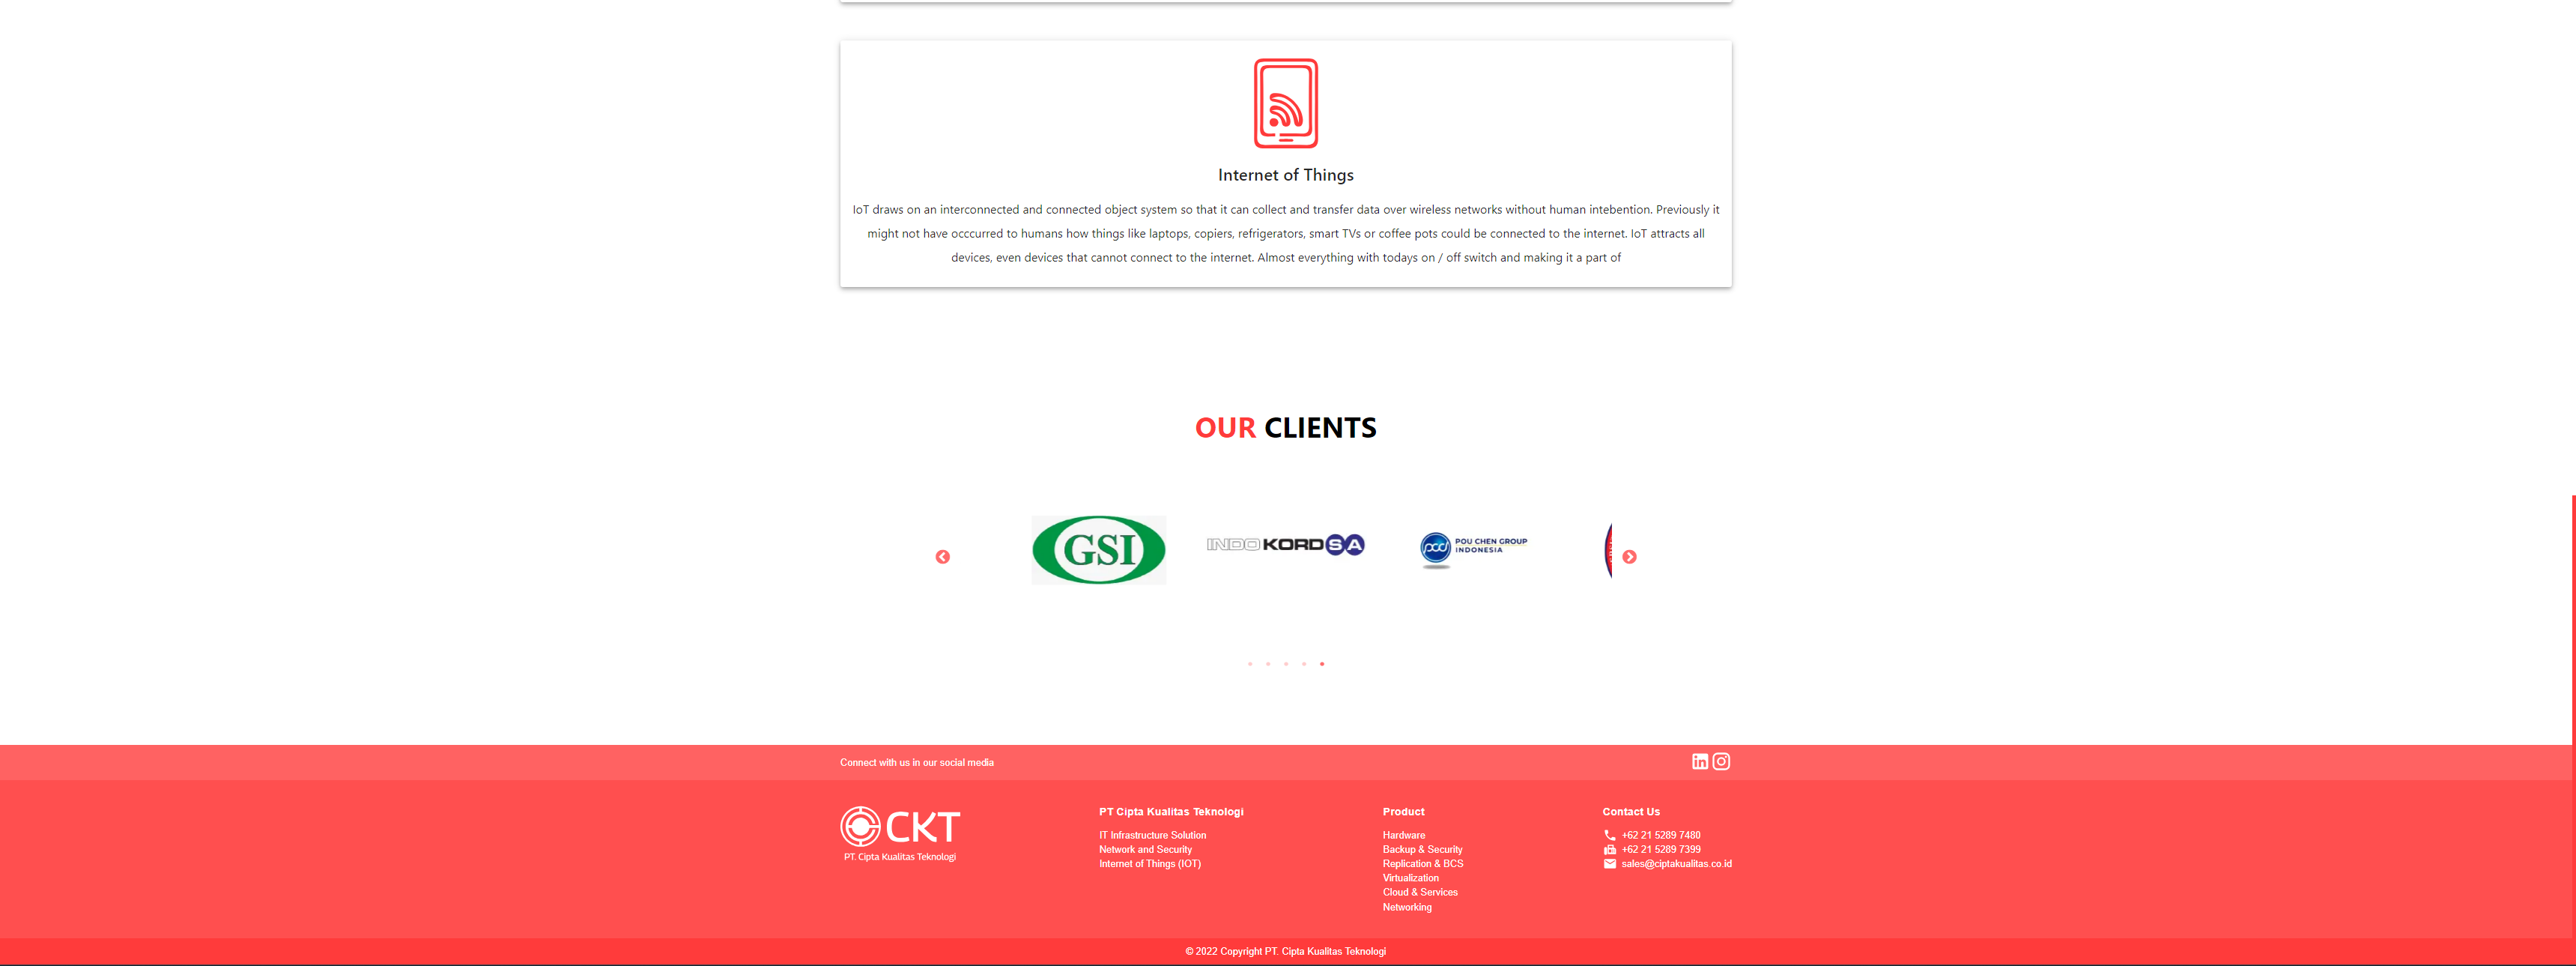 Internet of Things
IoT draws on an interconnected and connected object system so that it can collect and transfer data over wireless networks without human intebention. Previously it
might not have occcurred to humans how things like laptops, copiers, refrigerators, smart TVs or coffee pots could be connected to the internet. IoT attracts all
devices, even devices that cannot connect to the internet. Almost everything with todays on / off switch and making it a part of
OUR CLIENTS
GSI
INDO KORDSA
pcc POU CHEN GROUP
INDONESIA
Connect with us in our social media
CKT
PT. Cipta Kualitas Teknologi
PT Cipta Kualitas Teknologi
IT Infrastructure Solution
Network and Security
Internet of Things (IOT)
Product
Hardware
Backup & Security
Replication & BCS
Virtualization
Cloud & Services
Networking
Contact Us
+62 21 5289 7480
+62 21 5289 7399
sales@ciptakualitas.co.id
© 2022 Copyright PT. Cipta Kualitas Teknologi